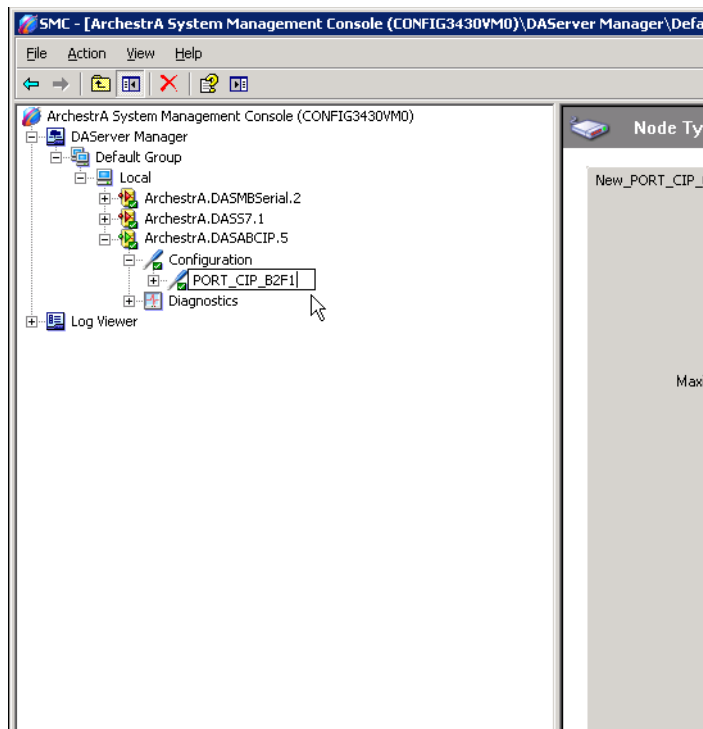 SMC - [ArchestrA System Management Console (CONFIG3430VM0)\DAServer Manager\Defa
File Action View Help
ArchestrA System Management Console (CONFIG3430VM0)
DAServer Manager
Default Group
Local
ArchestrA.DASMBSerial.2
ArchestrA.DASS7.1
ArchestrA.DASABCIP.5
Configuration
PORT_CIP_B2F1
Diagnostics
Log Viewer
Node Ty
New_PORT_CIP_
Max